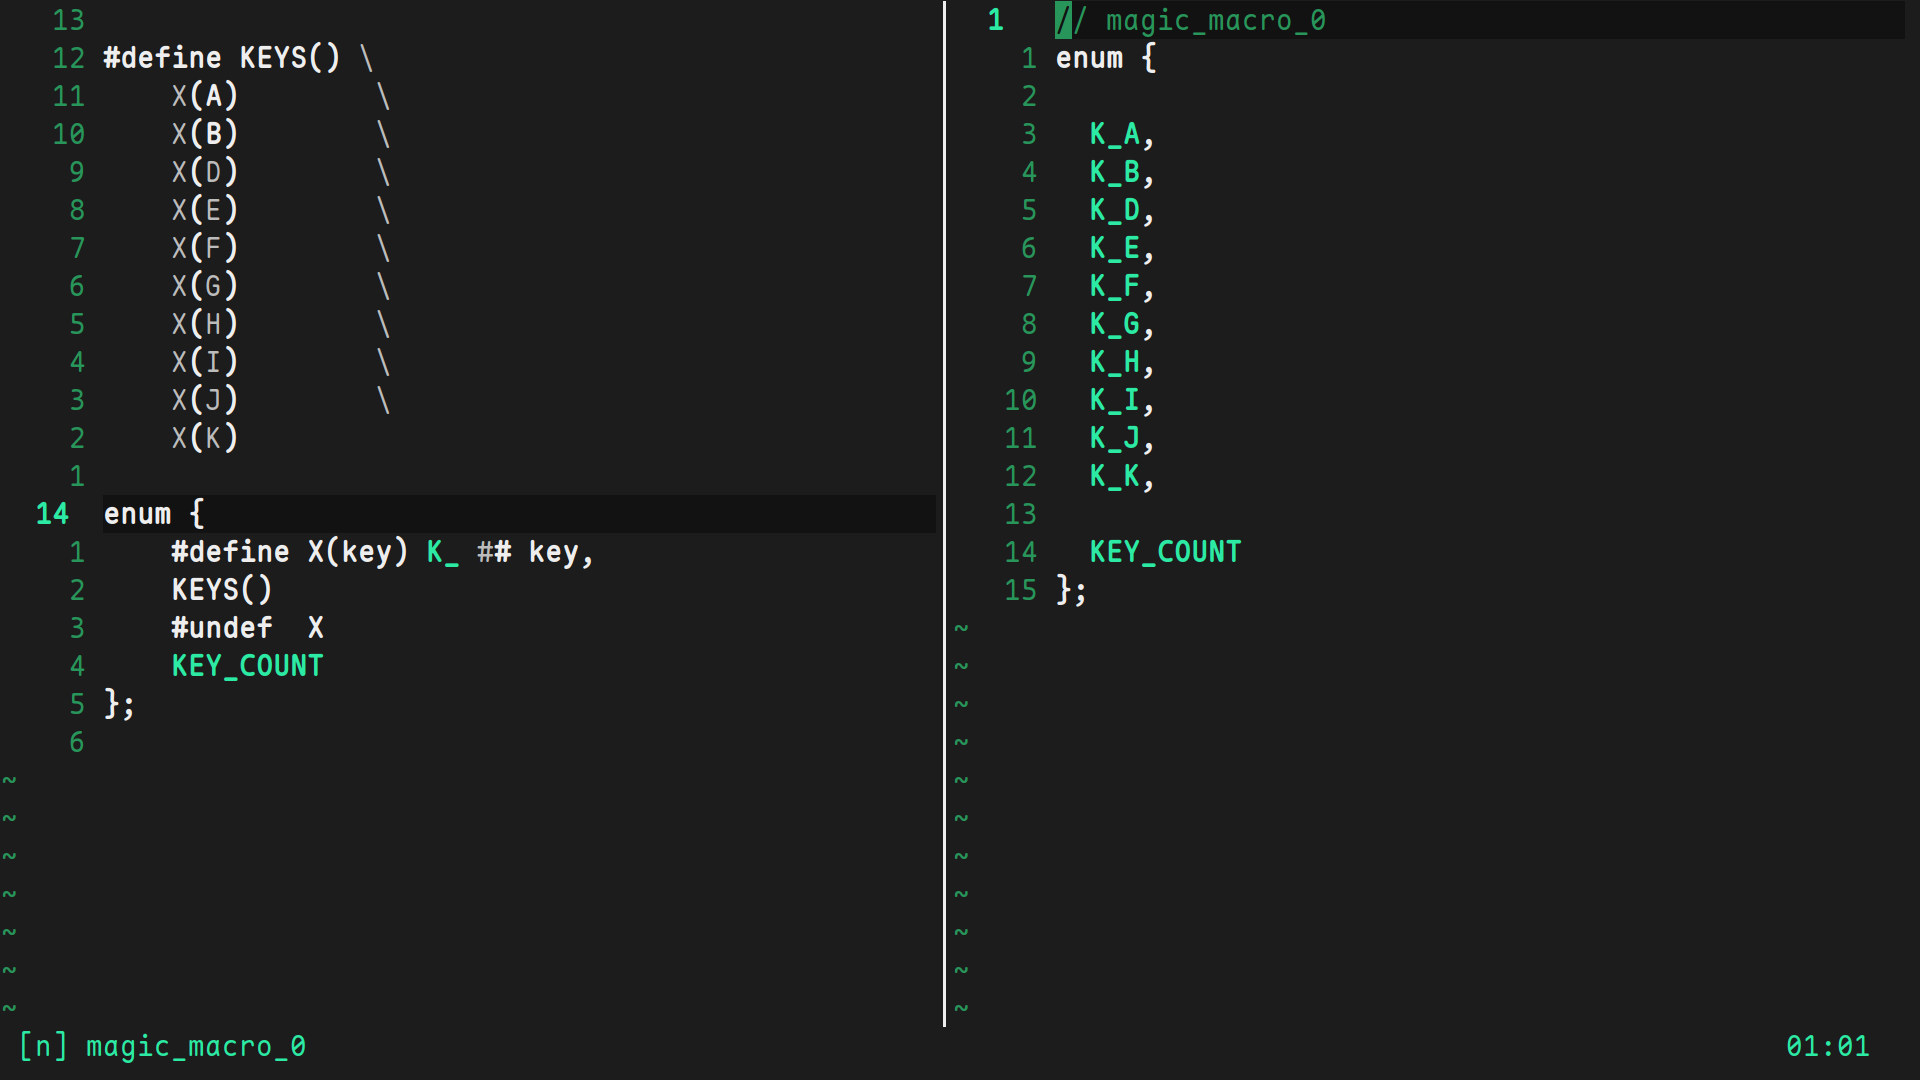 13
12 #define KEYS() \
11     X(A)        \
10     X(B)        \
9     X(D)        \
8     X(E)        \
7     X(F)        \
6     X(G)        \
5     X(H)        \
4     X(I)        \
3     X(J)        \
2     X(K)
1
14 enum {
1     #define X(key) K_ ## key,
2     KEYS()
3     #undef  X
4     KEY_COUNT
5 };
6
~
~
~
~
~
~
~
1 // magic_macro_0
1 enum {
2
3   K_A,
4   K_B,
5   K_D,
6   K_E,
7   K_F,
8   K_G,
9   K_H,
10   K_I,
11   K_J,
12   K_K,
13
14   KEY_COUNT
15 };
~
~
~
~
~
~
~
~
~
~
~
[n] magic_macro_0
01:01